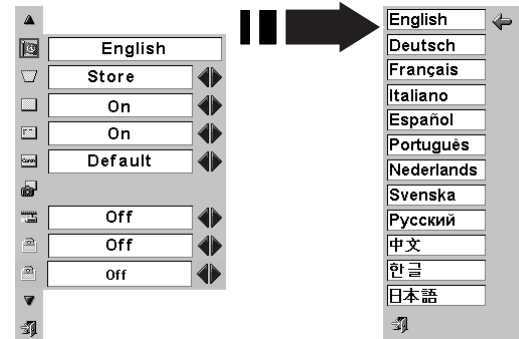 English
Store
On
On
Default
Off
Off
Off
English
Deutsch
Français
Italiano
Español
Português
Nederlands
Svenska
Русский
中文
한글
日本語